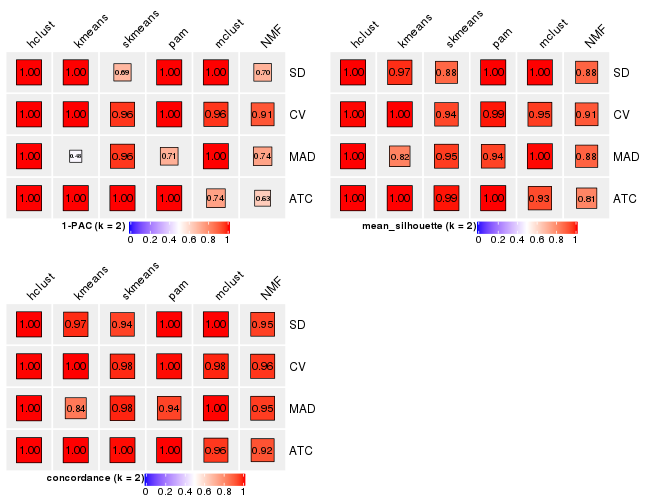 hclust kmeans skmeans pam mclust NMF
1.00 1.00 0.69 1.00 1.00 0.70 SD
1.00 1.00 0.96 1.00 0.96 0.91 CV
1.00 0.48 0.96 0.71 1.00 0.74 MAD
1.00 1.00 1.00 1.00 0.74 0.63 ATC
1-PAC (k = 2)
0 0.2 0.4 0.6 0.8 1
hclust kmeans skmeans pam mclust NMF
1.00 0.97 0.88 1.00 1.00 0.88 SD
1.00 1.00 0.94 0.99 0.95 0.91 CV
1.00 0.82 0.95 0.94 1.00 0.88 MAD
1.00 1.00 0.99 1.00 0.93 0.81 ATC
mean_silhouette (k = 2)
0 0.2 0.4 0.6 0.8 1
hclust kmeans skmeans pam mclust NMF
1.00 0.97 0.94 1.00 1.00 0.95 SD
1.00 1.00 0.98 1.00 0.98 0.96 CV
1.00 0.84 0.98 0.94 1.00 0.95 MAD
1.00 1.00 1.00 1.00 0.96 0.92 ATC
concordance (k = 2)
0 0.2 0.4 0.6 0.8 1